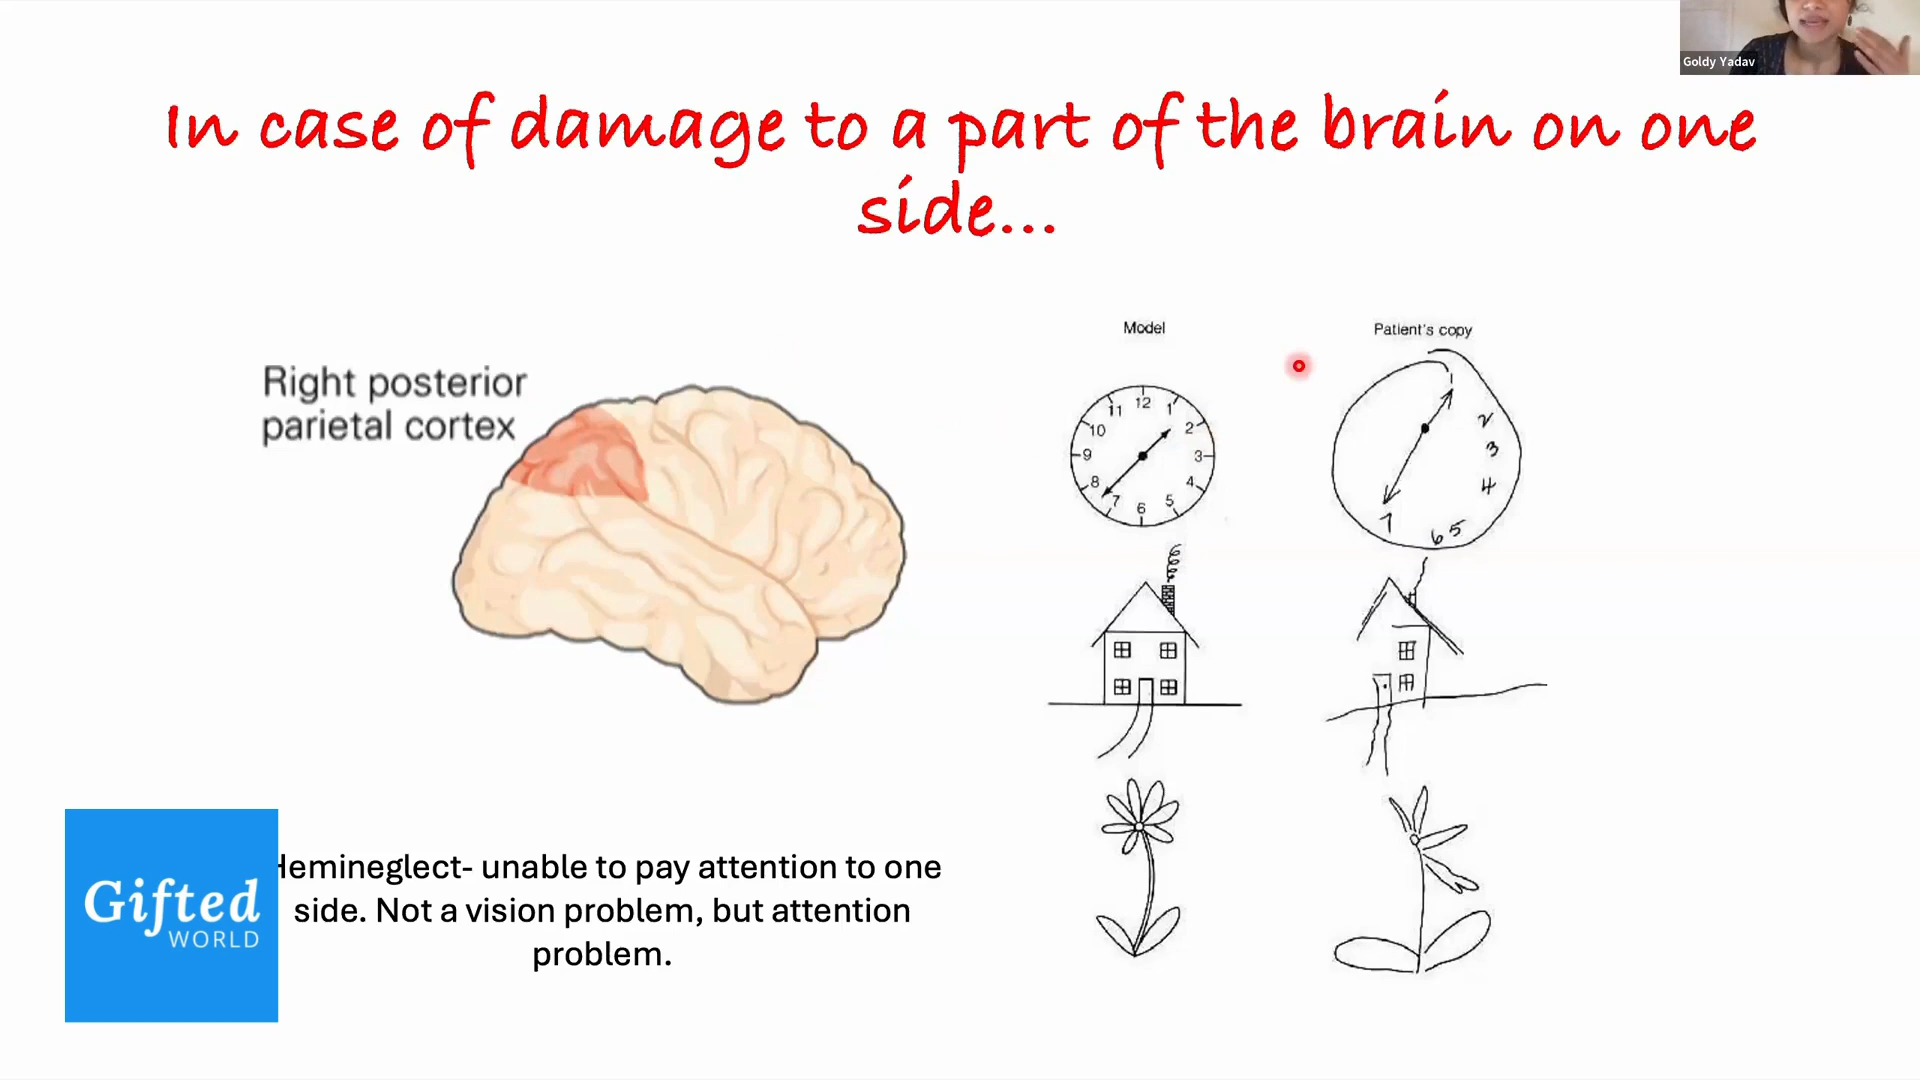 Goldy Yadav
In case of damage to a part of the brain on one
side...
Right posterior
parietal cortex
Model
Patient's copy
12
11
1
10
2
9
3
8
4
7
5
6
2
3
4
7
6 5
Hemineglect- unable to pay attention to one
side. Not a vision problem, but attention
problem.
Gifted
WORLD